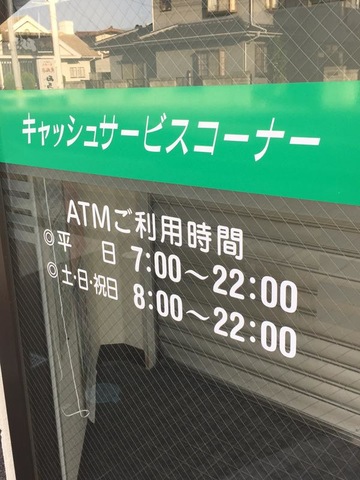 キャッシュサービスコーナー
ATMご利用時間
◎平 日 7:00～22:00
◎土・日・祝日 8:00～22:00